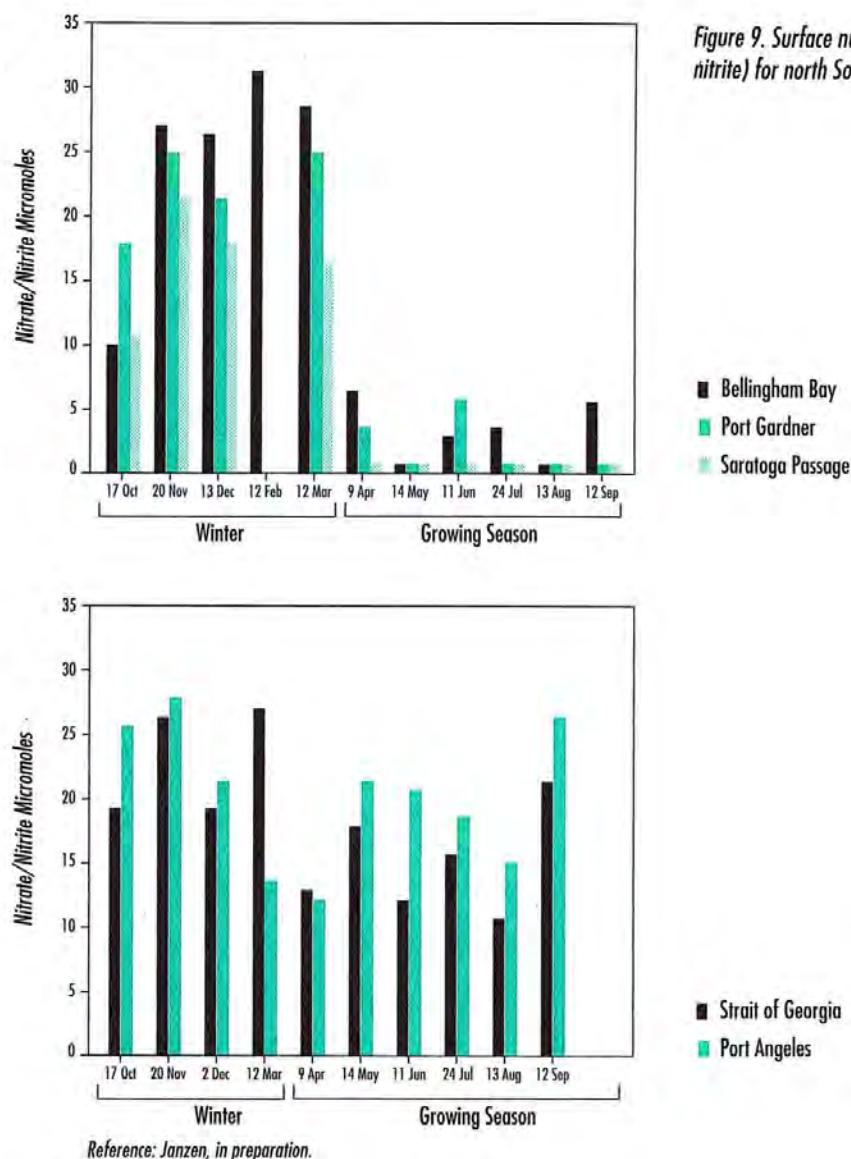 Figure 9. Surface
nitrite) for north
35
30
25
20
15
10
5
0
Nitrate/Nitrite Micromoles
17 Oct 20 Nov 13 Dec 12 Feb 12 Mar 9 Apr 14 May 11 Jun 24 Jul 13 Aug 12 Sep
Winter Growing Season
Bellingham Bay
Port Gardner
Saratoga Passage
35
30
25
20
15
10
5
0
Nitrate/Nitrite Micromoles
17 Oct 20 Nov 2 Dec 12 Mar 9 Apr 14 May 11 Jun 24 Jul 13 Aug 12 Sep
Winter Growing Season
Strait of Georgia
Port Angeles
Reference: Janzen, in preparation.